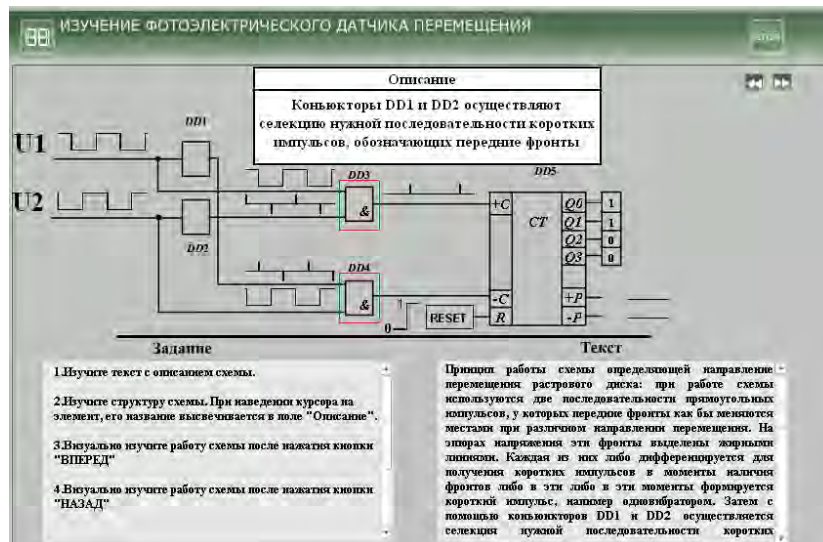 ИЗУЧЕНИЕ ФОТОЭЛЕКТРИЧЕСКОГО ДАТЧИКА ПЕРЕМЕЩЕНИЯ
Описание
Коньюкторы DD1 и DD2 осуществляют
селекцию нужной последовательности коротких
импульсов, обозначающих передние фронты
DD1
U1
DD3
DD5
&
+C
CT
Q0 1
Q1 1
Q2 0
Q3 0
U2
DD2
DD4
&
-C
+P
1
0
RESET
R
-P
Задание
1.Изучите текст с описанием схемы.
2.Изучите структуру схемы. При наведении курсора на
элемент, его название высвечивается в поле "Описание".
3.Визуально изучите работу схемы после нажатия кнопки
"ВПЕРЕД"
4.Визуально изучите работу схемы после нажатия кнопки
"НАЗАД"
Текст
Принцип работы схемы определяющей направление
перемещения растрового диска: при работе схемы
используются две последовательности прямоугольных
импульсов, у которых передние фронты как бы меняются
местами при различном направлении перемещения. На
эпюрах напряжения эти фронты выделены жирными
линиями. Каждая из них либо дифференцируется для
получения коротких импульсов в моменты наличия
фронтов либо в эти либо в эти моменты формируется
короткий импульс, например одновибратором. Затем с
помощью коньюнкторов DD1 и DD2 осуществляется
селекция нужной последовательности коротких